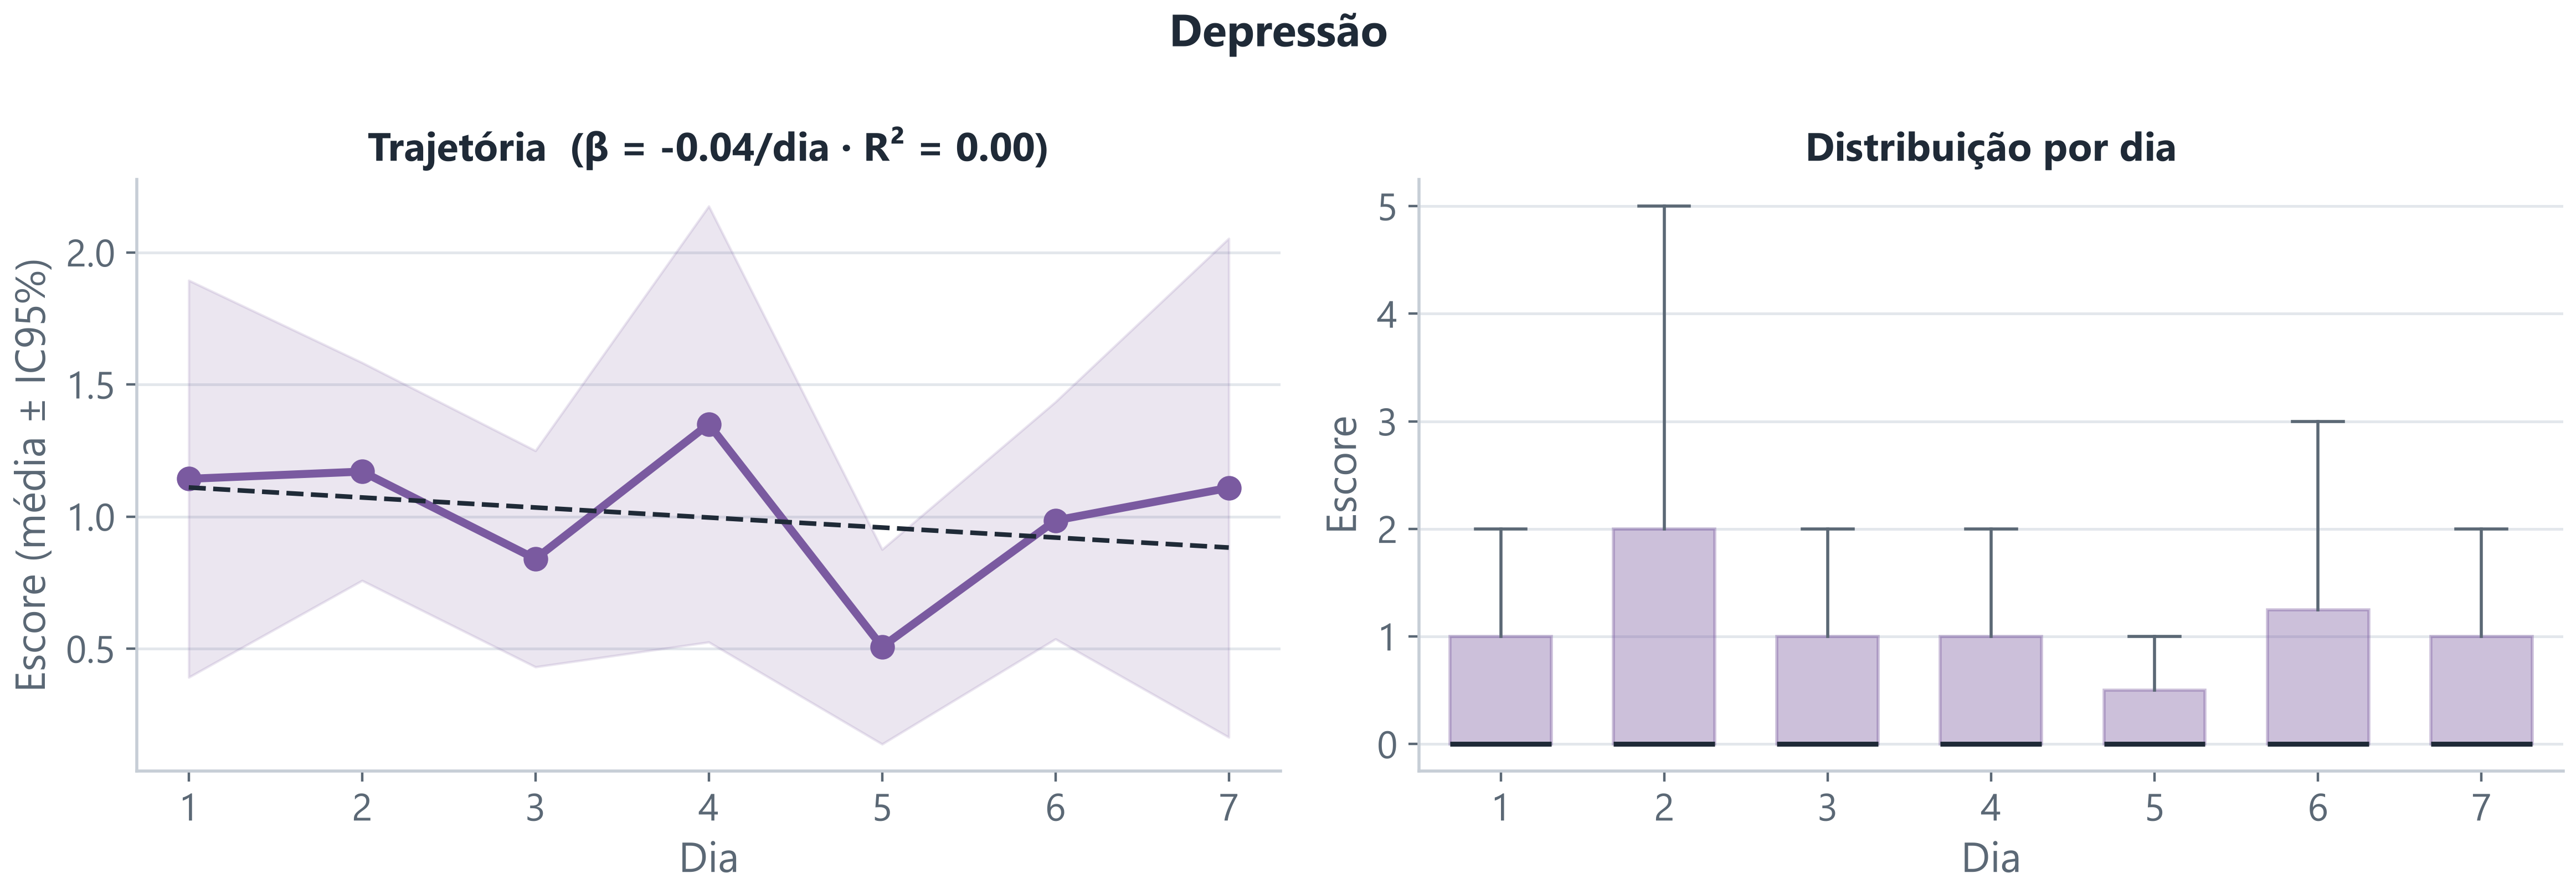 Depressão
Trajetória (β = -0.04/dia · R² = 0.00)
Escore (média ± IC95%)
2.0
1.5
1.0
0.5
1 2 3 4 5 6 7
Dia
Distribuição por dia
Escore
5
4
3
2
1
0
1 2 3 4 5 6 7
Dia